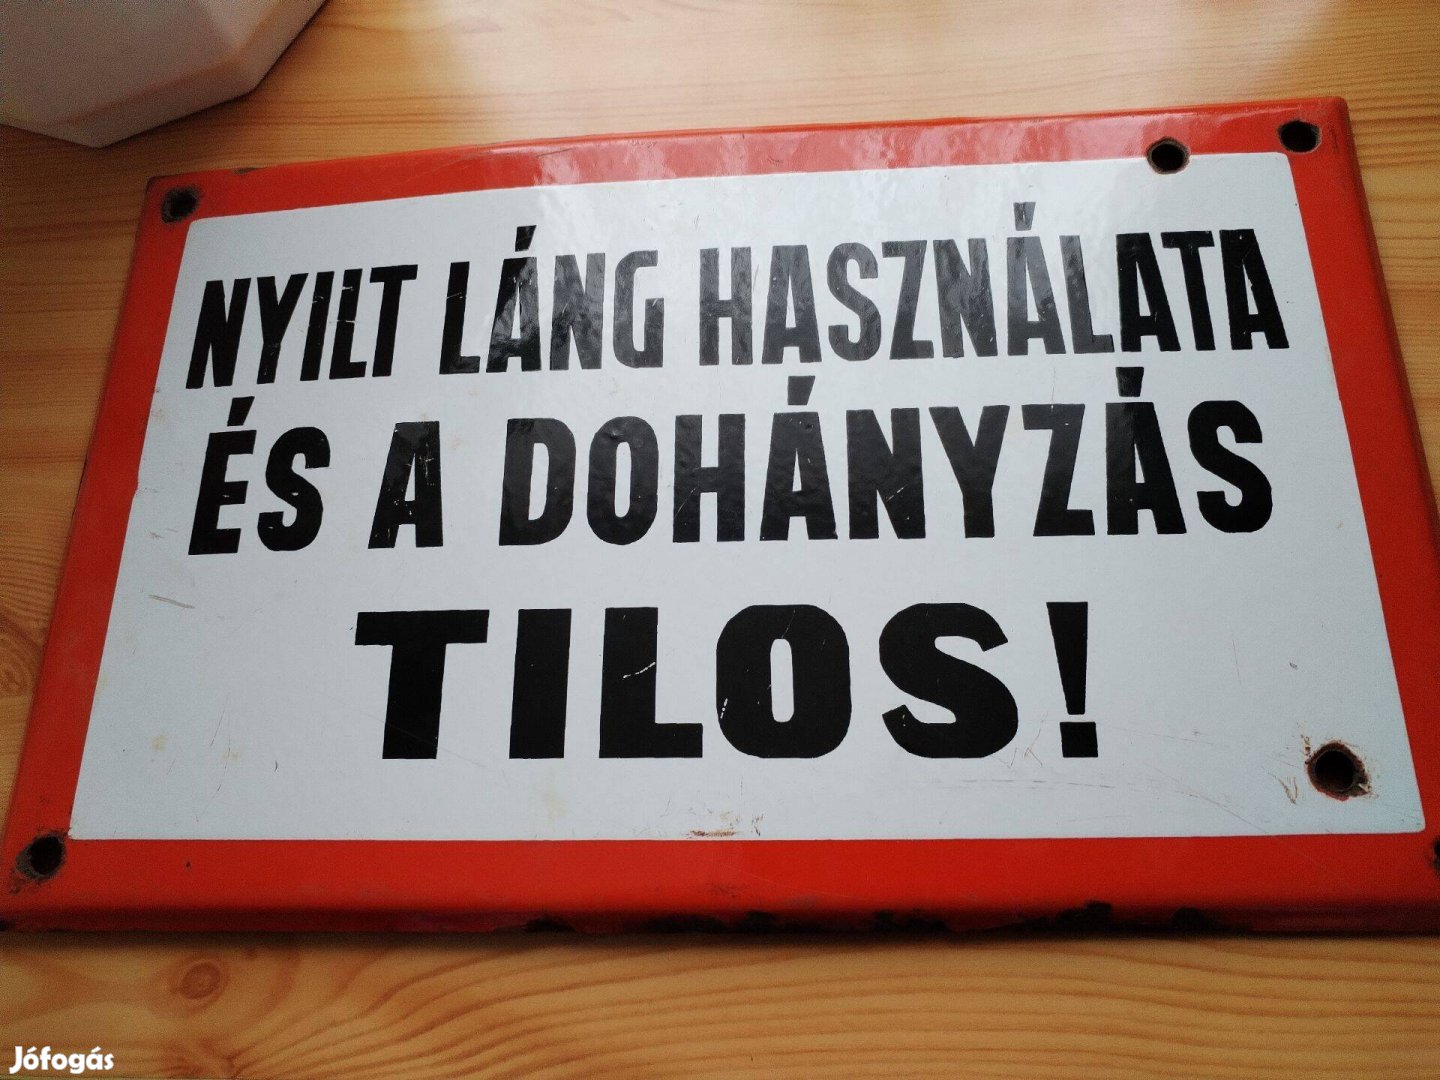 NYILT LÁNG HASZNÁLATA
ÉS A DOHÁNYZÁS
TILOS!
Jófogás